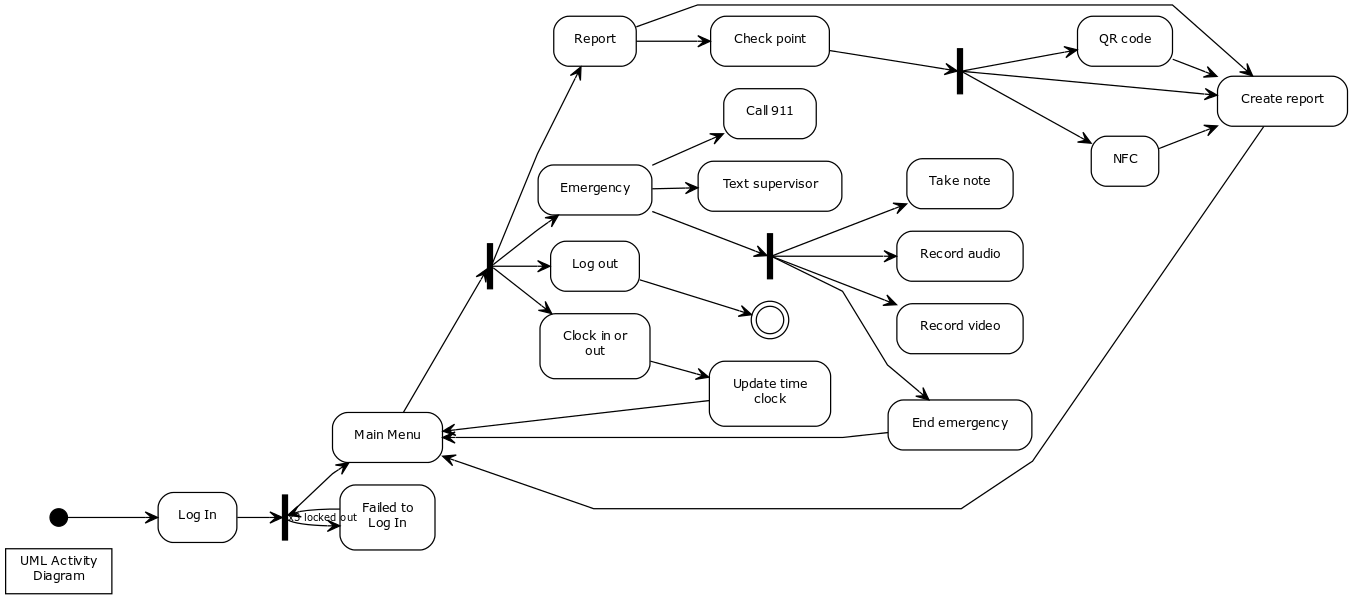 Report
Check point
QR code
Create report
Call 911
NFC
Emergency
Text supervisor
Take note
Log out
Record audio
Clock in or
out
Record video
Update time
clock
Main Menu
End emergency
Log In
x3 locked out
Failed to
Log In
UML Activity
Diagram